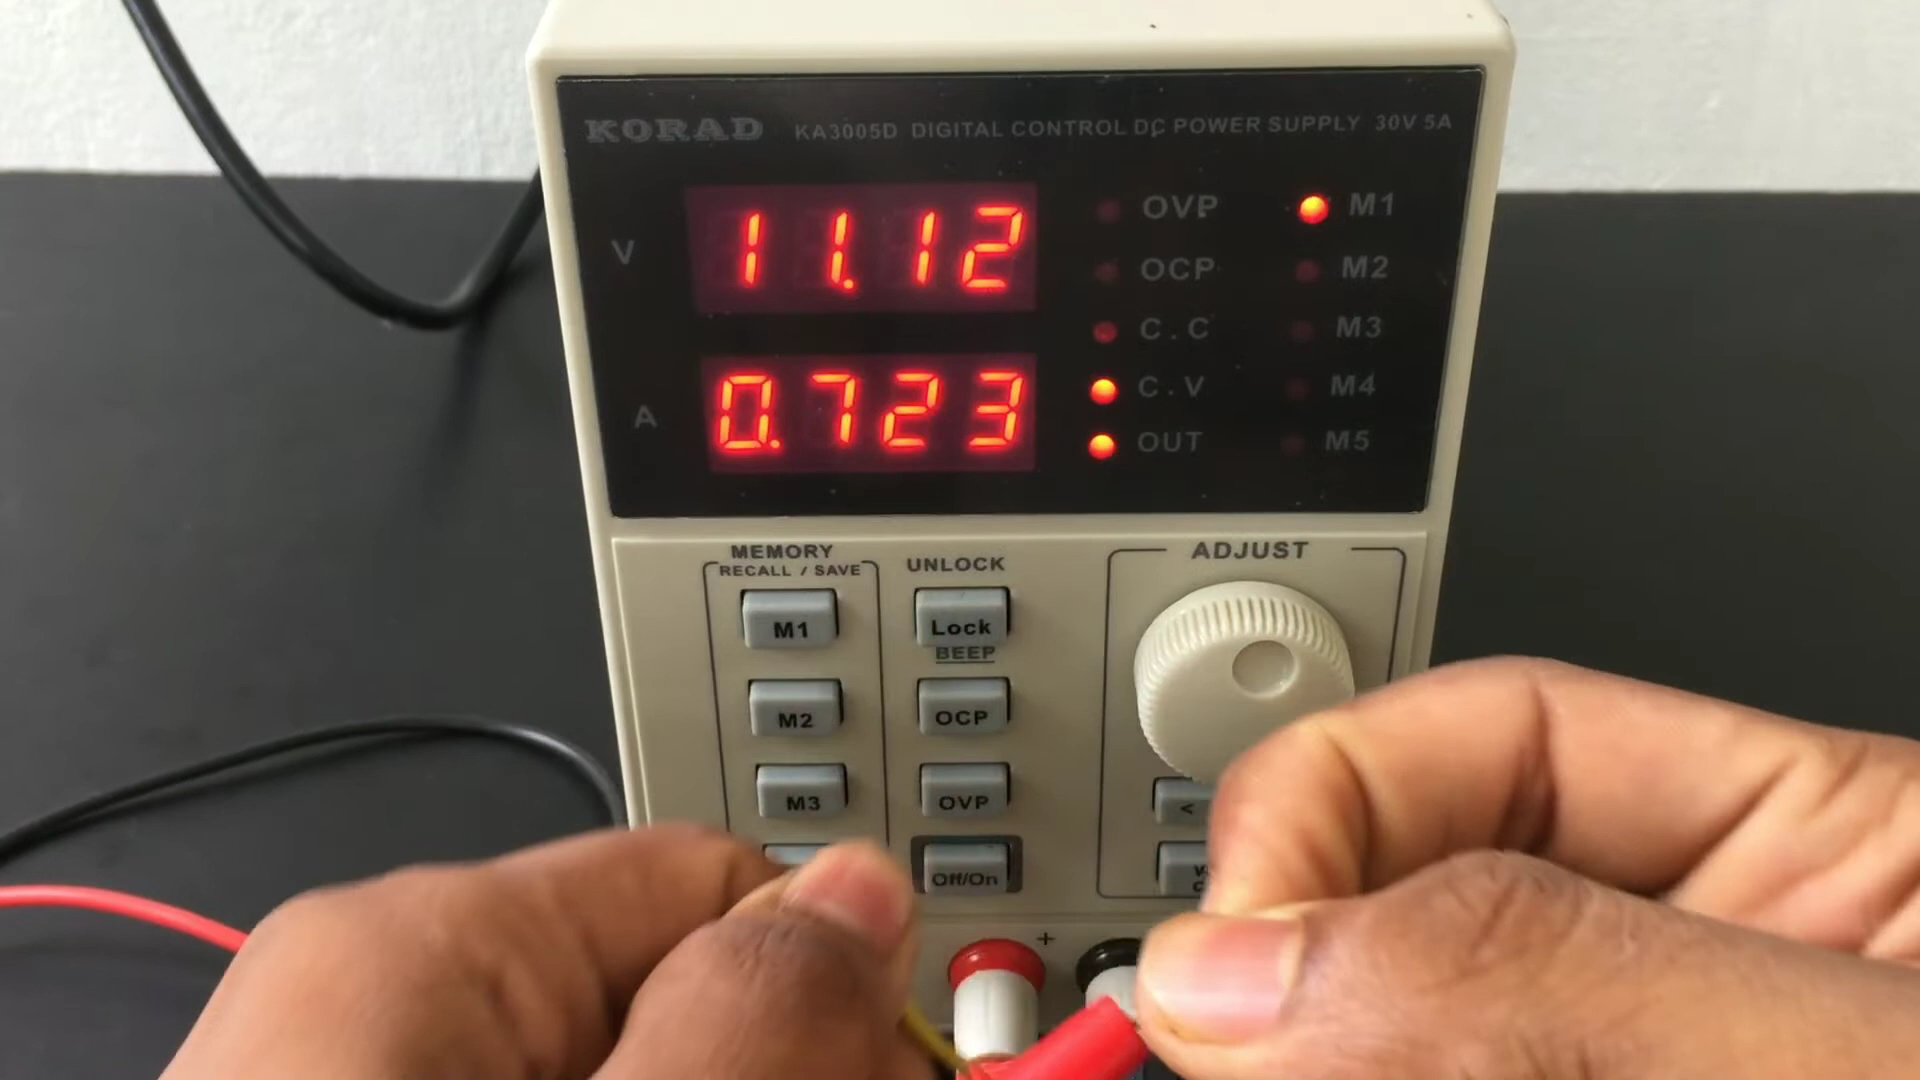 KORAD KA3005D DIGITAL CONTROL DC POWER SUPPLY 30V 5A
V 11.12
A 0.723
OVP M1
OCP M2
C.C M3
C.V M4
OUT M5
MEMORY
RECALL / SAVE
UNLOCK
ADJUST
M1
Lock
BEEP
M2
OCP
M3
OVP
<
Off/On
+